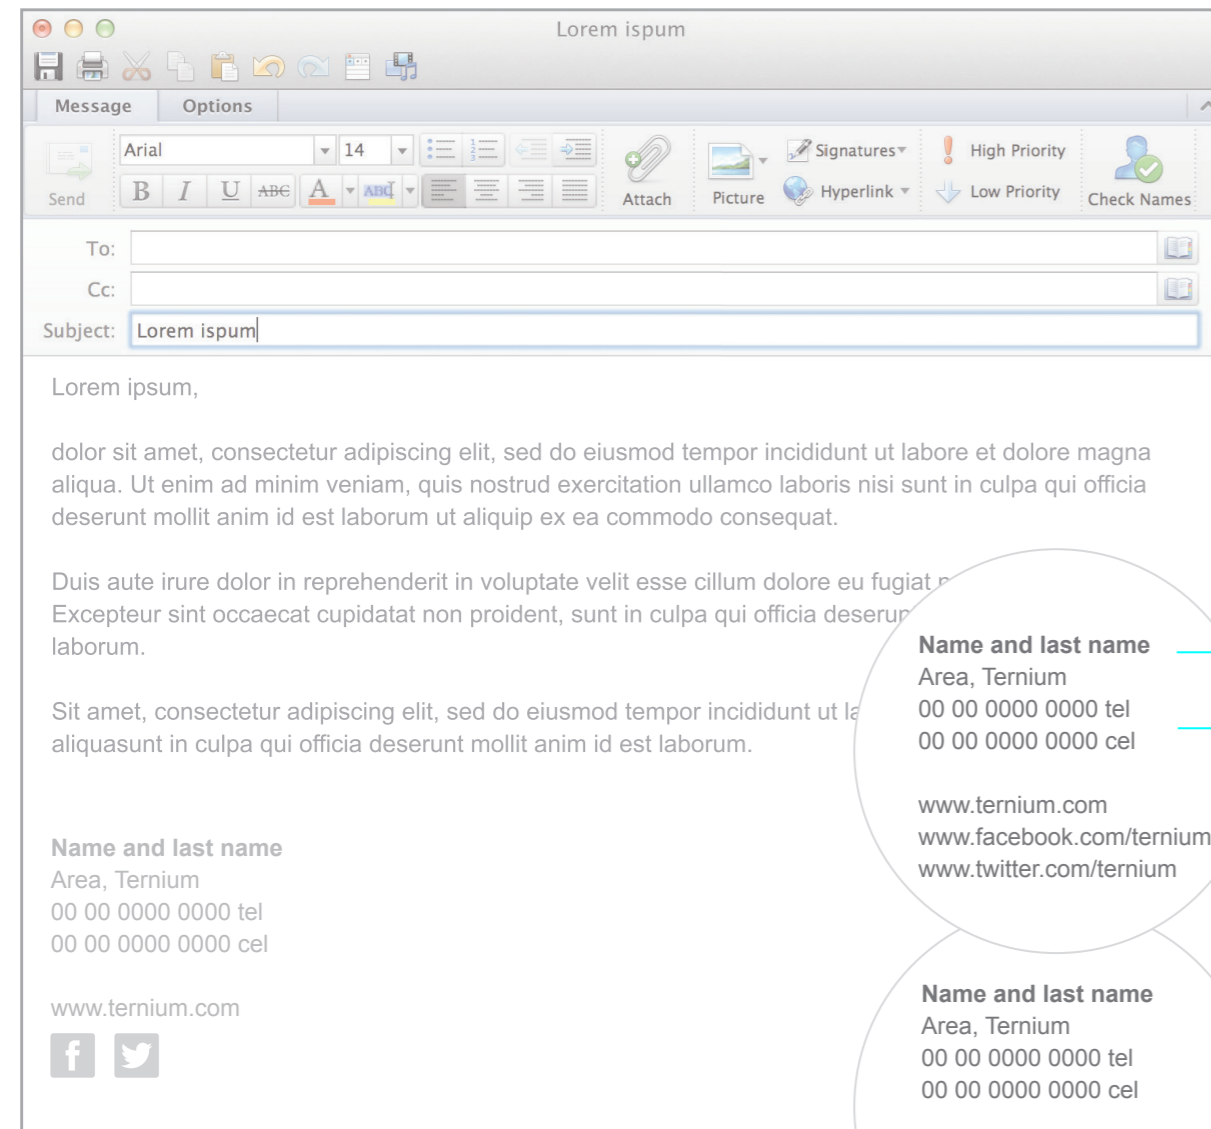 Lorem ispum
Message Options
Arial 14
Signatures
High Priority
B I U ABC A ABC
Hyperlink
Low Priority
Send Attach Picture Check Names
To:
Cc:
Subject: Lorem ispum
Lorem ipsum,
dolor sit amet, consectetur adipiscing elit, sed do eiusmod tempor incididunt ut labore et dolore magna
aliqua. Ut enim ad minim veniam, quis nostrud exercitation ullamco laboris nisi sunt in culpa qui officia
deserunt mollit anim id est laborum ut aliquip ex ea commodo consequat.
Duis aute irure dolor in reprehenderit in voluptate velit esse cillum dolore eu fugiat
Excepteur sint occaecat cupidatat non proident, sunt in culpa qui officia
laborum.
Sit amet, consectetur adipiscing elit, sed do eiusmod tempor incididunt ut
aliquasunt in culpa qui officia deserunt mollit anim id est laborum.
Name and last name
Area, Ternium
00 00 0000 0000 tel
00 00 0000 0000 cel
www.ternium.com
Name and last name
Area, Ternium
00 00 0000 0000 tel
00 00 0000 0000 cel
www.ternium.com
www.facebook.com/ternium
www.twitter.com/ternium
Name and last name
Area, Ternium
00 00 0000 0000 tel
00 00 0000 0000 cel